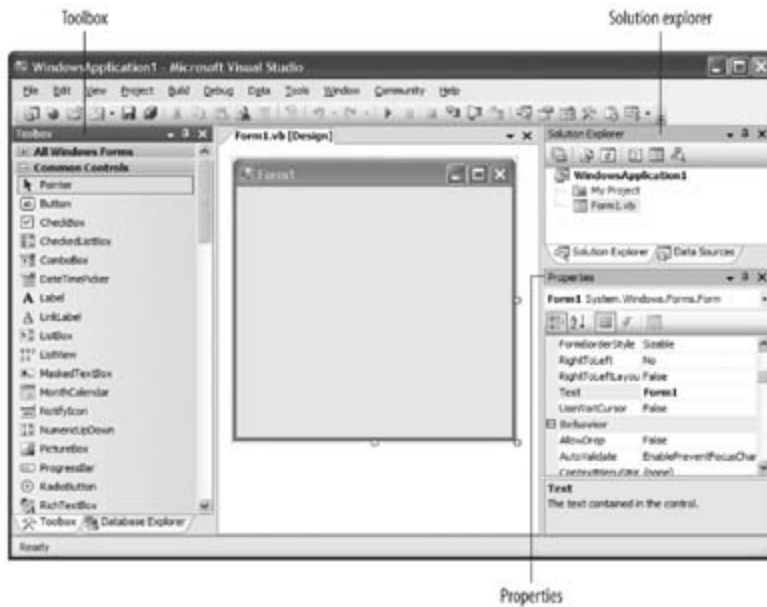 Toolbox
Solution explorer
WindowsApplication1 - Microsoft Visual Studio
File Edit View Project Build Debug Data Tools Window Community Help
Toolbox
All Windows Forms
Common Controls
Pointer
Button
CheckBox
CheckedListBox
ComboBox
DateTimePicker
Label
LinkLabel
ListBox
ListView
MaskedTextBox
MonthCalendar
NotifyIcon
NumericUpDown
PictureBox
ProgressBar
RadioButton
RichTextBox
Toolbox Database Explorer
Form1.vb [Design]
Form1
Solution Explorer
WindowsApplication1
My Project
Form1.vb
Solution Explorer Data Sources
Properties
Form1 System.Windows.Forms.Form
FormBorderStyle Sizable
RightToLeft No
RightToLeftLayou False
Text Form1
UseWaitCursor False
Behavior
AllowDrop False
AutoValidate EnablePreventFocusChar
ContextMenuStr (none)
Text
The text contained in the control.
Ready
Properties